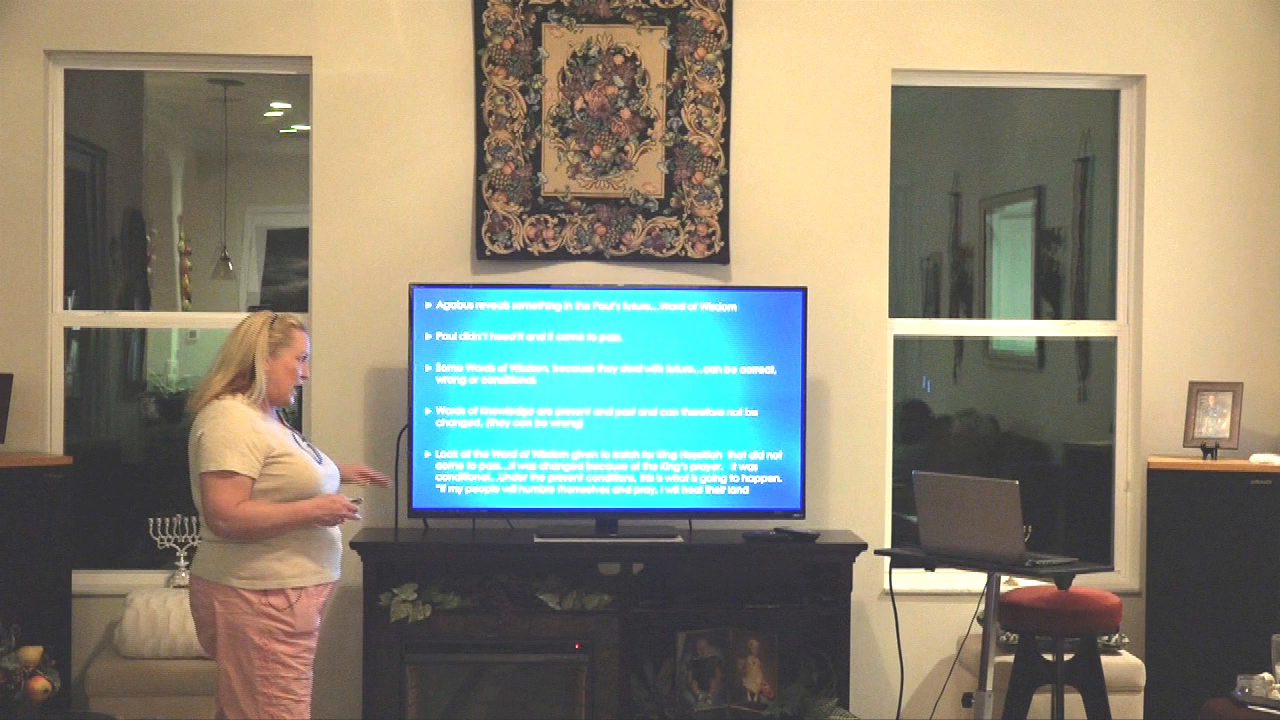 Agabus reveals something in the Paul's future...Word of Wisdom
Paul didn't heed it and it came to pass.
Some Words of Wisdom, because they deal with future...can be correct,
wrong or conditional.
Words of Knowledge are present and past and can therefore not be
changed, (they can be wrong)
Look at the Word of Wisdom given to Isaiah for King Hezekiah that did not
come to pass...it was changed because of the King's prayer. It was
conditional...Under the present conditions, this is what is going to happen.
"If my people will humble themselves and pray, I will heal their land